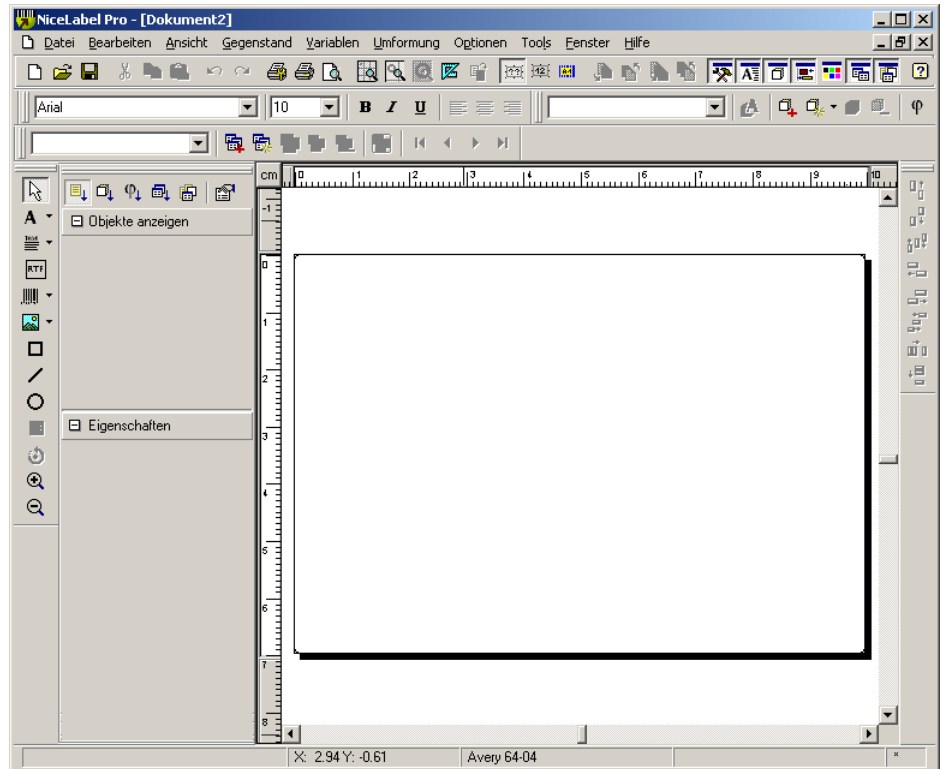 NiceLabel Pro - [Dokument2]
Datei Bearbeiten Ansicht Gegenstand Variablen Umformung Optionen Tools Fenster Hilfe
Arial 10 B I U
cm 0 1 2 3 4 5 6 7 8 9 10
A
RTF
Objekte anzeigen
Eigenschaften
-1
0
1
2
3
4
5
6
7
8
X: 2.94 Y: -0.61 Avery 64-04